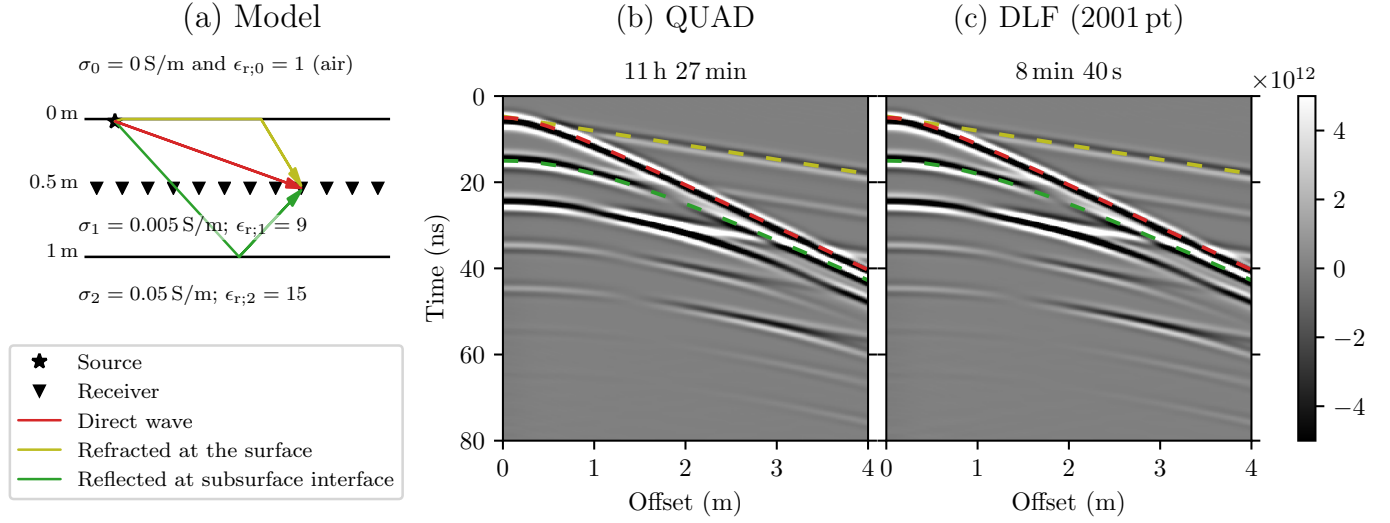 (a) Model
σ₀ = 0 S/m and ϵᵣ;₀ = 1 (air)
0 m
0.5 m
σ₁ = 0.005 S/m; ϵᵣ;₁ = 9
1 m
σ₂ = 0.05 S/m; ϵᵣ;₂ = 15
Source
Receiver
Direct wave
Refracted at the surface
Reflected at subsurface interface
(b) QUAD
11 h 27 min
0
20
40
60
80
Time (ns)
0 1 2 3 4
Offset (m)
(c) DLF (2001 pt)
8 min 40 s
0 1 2 3 4
Offset (m)
×10¹²
4
2
0
−2
−4